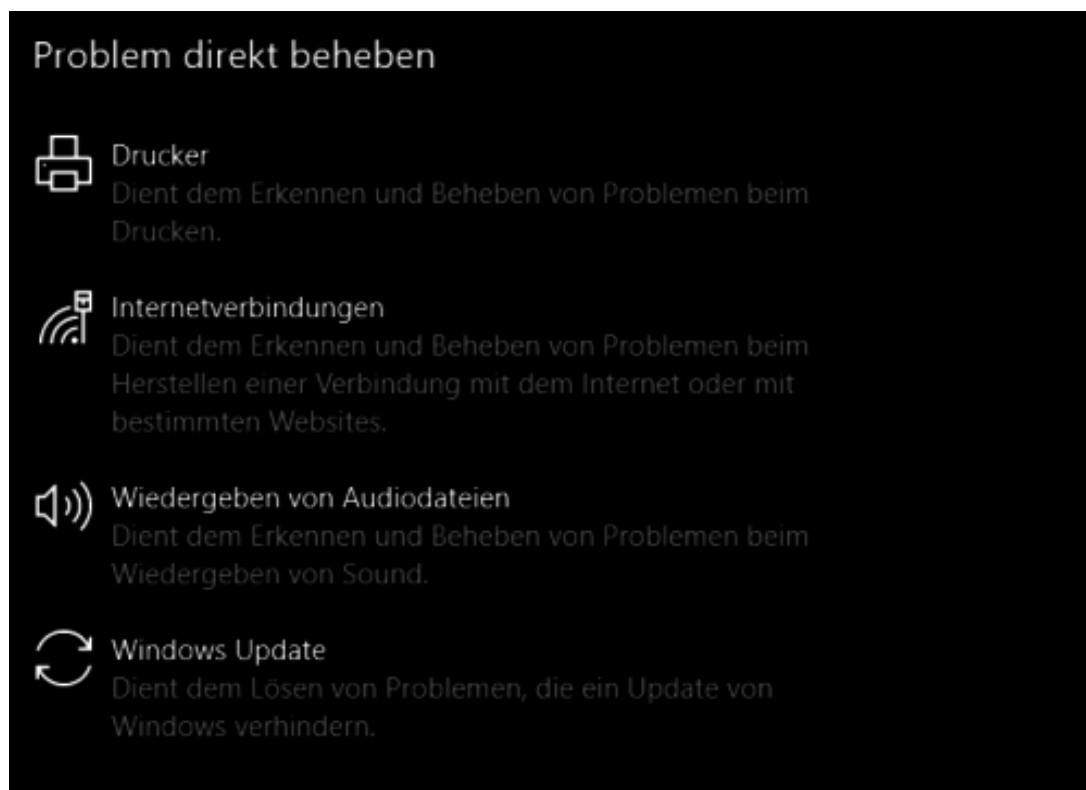 Problem direkt beheben
Drucker
Dient dem Erkennen und Beheben von Problemen beim
Drucken.
Internetverbindungen
Dient dem Erkennen und Beheben von Problemen beim
Herstellen einer Verbindung mit dem Internet oder mit
bestimmten Websites.
Wiedergeben von Audiodateien
Dient dem Erkennen und Beheben von Problemen beim
Wiedergeben von Sound.
Windows Update
Dient dem Lösen von Problemen, die ein Update von
Windows verhindern.